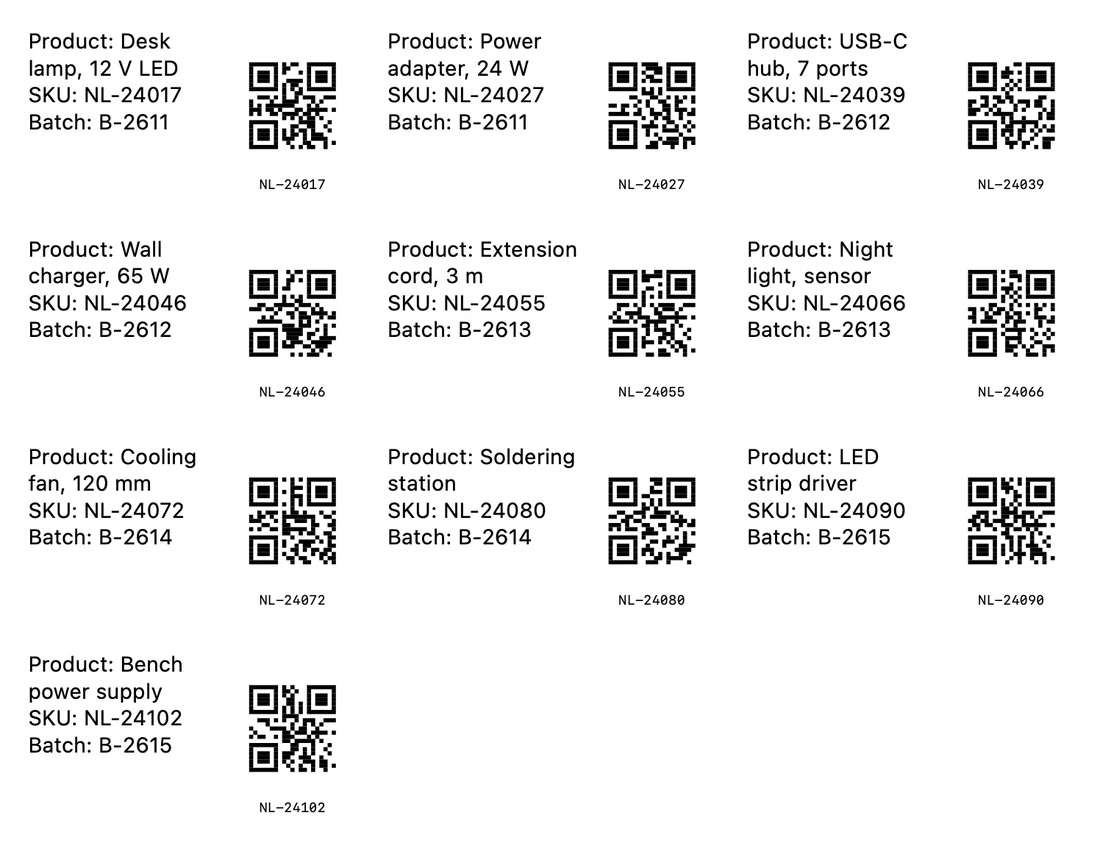 Product: Desk
lamp, 12 V LED
SKU: NL-24017
Batch: B-2611
NL-24017
Product: Power
adapter, 24 W
SKU: NL-24027
Batch: B-2611
NL-24027
Product: USB-C
hub, 7 ports
SKU: NL-24039
Batch: B-2612
NL-24039
Product: Wall
charger, 65 W
SKU: NL-24046
Batch: B-2612
NL-24046
Product: Extension
cord, 3 m
SKU: NL-24055
Batch: B-2613
NL-24055
Product: Night
light, sensor
SKU: NL-24066
Batch: B-2613
NL-24066
Product: Cooling
fan, 120 mm
SKU: NL-24072
Batch: B-2614
NL-24072
Product: Soldering
station
SKU: NL-24080
Batch: B-2614
NL-24080
Product: LED
strip driver
SKU: NL-24090
Batch: B-2615
NL-24090
Product: Bench
power supply
SKU: NL-24102
Batch: B-2615
NL-24102